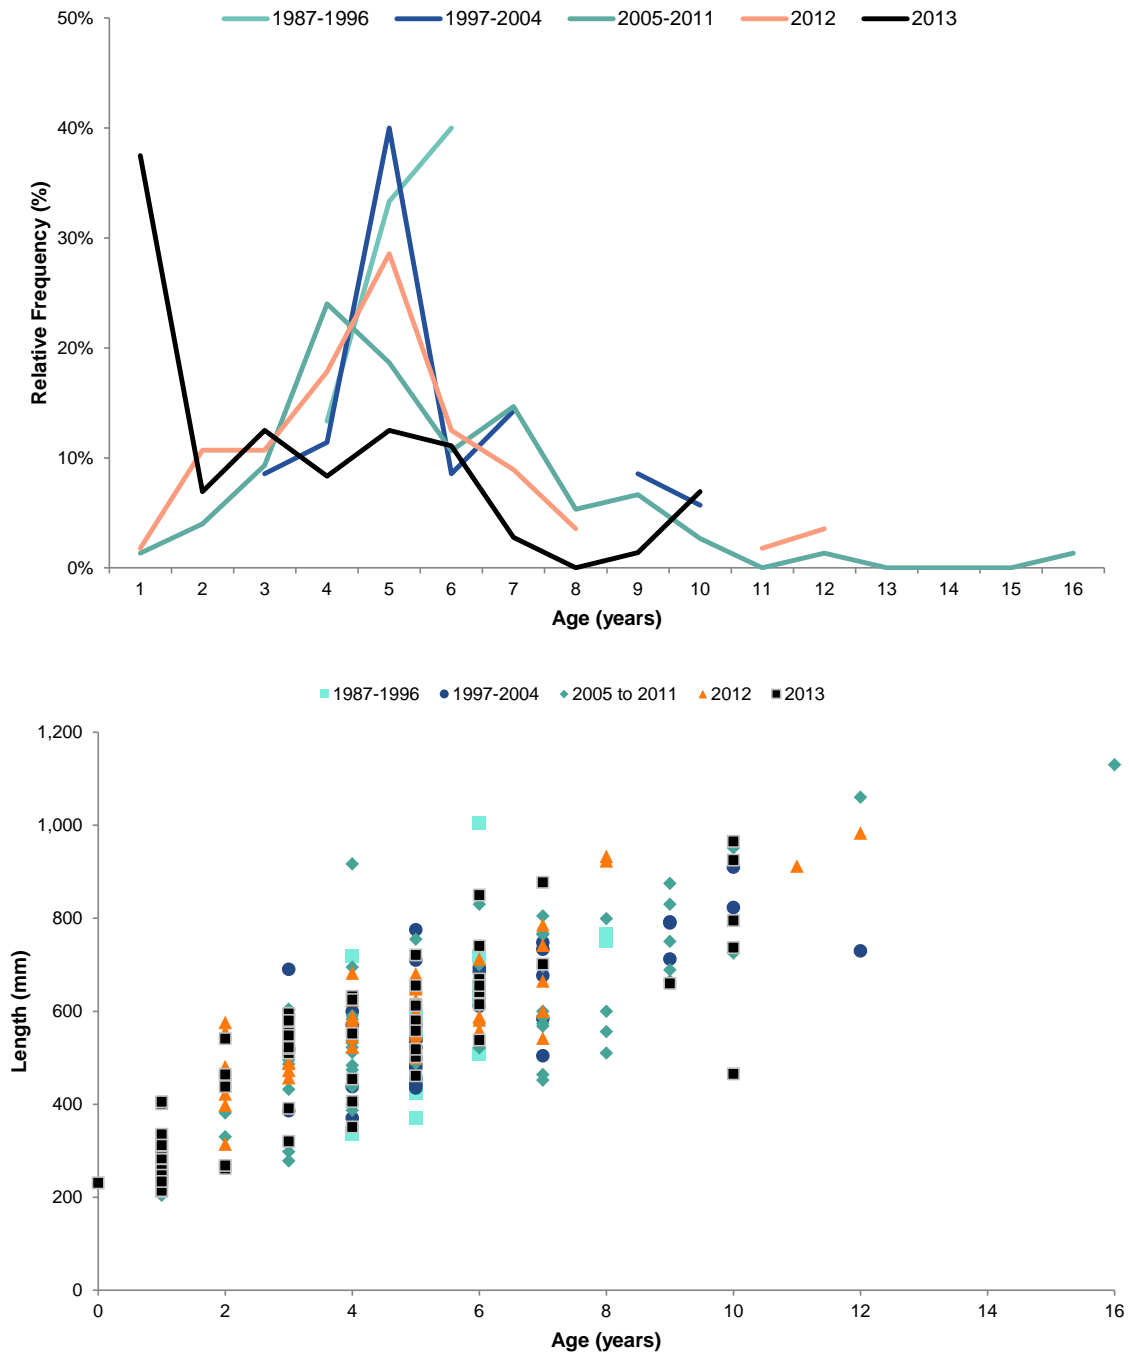 1987-1996 1997-2004 2005-2011 2012 2013
50%
40%
30%
20%
10%
0%
Relative Frequency (%)
1 2 3 4 5 6 7 8 9 10 11 12 13 14 15 16
Age (years)
1987-1996 1997-2004 2005 to 2011 2012 2013
1,200
1,000
800
600
400
200
0
Length (mm)
0 2 4 6 8 10 12 14 16
Age (years)